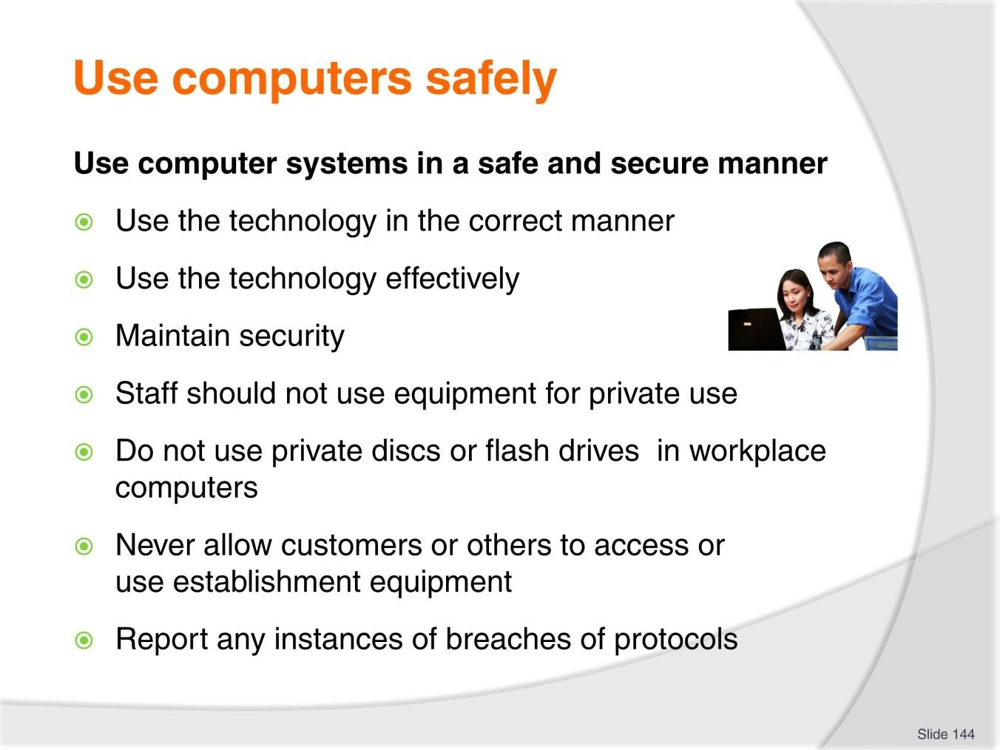 Use computers safely
Use computer systems in a safe and secure manner
Use the technology in the correct manner
Use the technology effectively
Maintain security
Staff should not use equipment for private use
Do not use private discs or flash drives  in workplace
computers
Never allow customers or others to access or
use establishment equipment
Report any instances of breaches of protocols
Slide 144